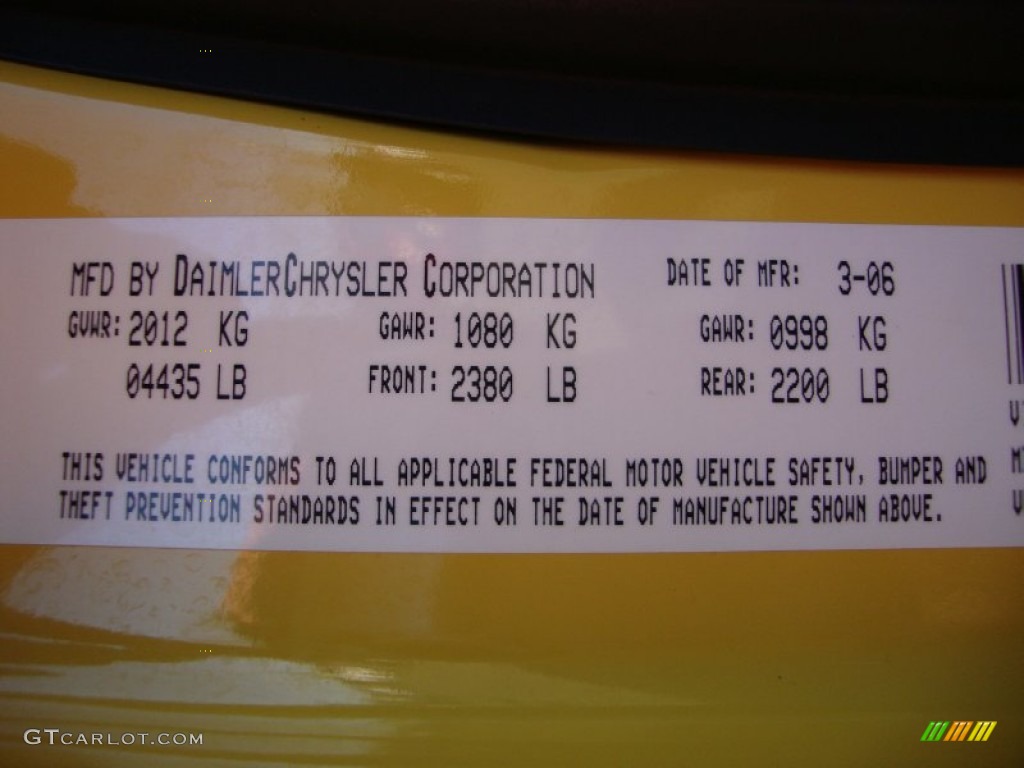 MFD BY DAIMLERCHRYSLER CORPORATION DATE OF MFR: 3-06
GVWR: 2012 KG GAWR: 1080 KG GAWR: 0998 KG
04435 LB FRONT: 2380 LB REAR: 2200 LB
THIS VEHICLE CONFORMS TO ALL APPLICABLE FEDERAL MOTOR VEHICLE SAFETY, BUMPER AND
THEFT PREVENTION STANDARDS IN EFFECT ON THE DATE OF MANUFACTURE SHOWN ABOVE.
GTCARLOT.COM